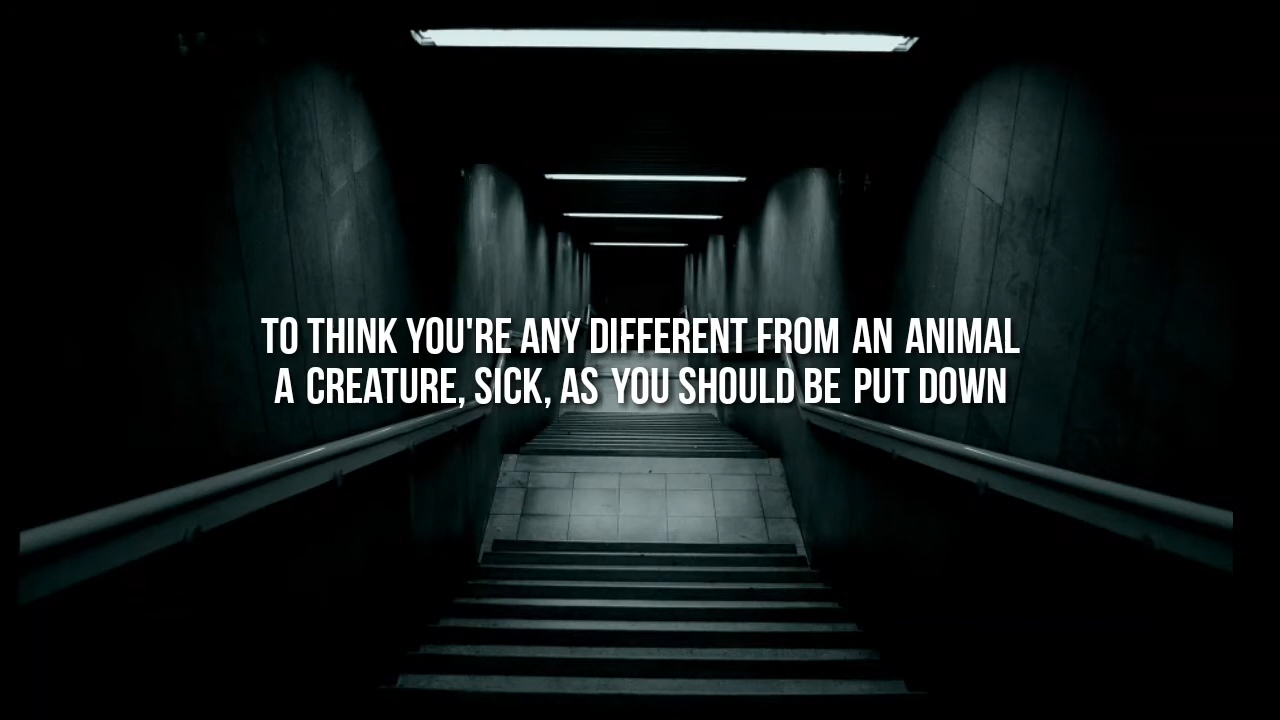 TO THINK YOU'RE ANY DIFFERENT FROM AN ANIMAL
A CREATURE, SICK, AS YOU SHOULD BE PUT DOWN